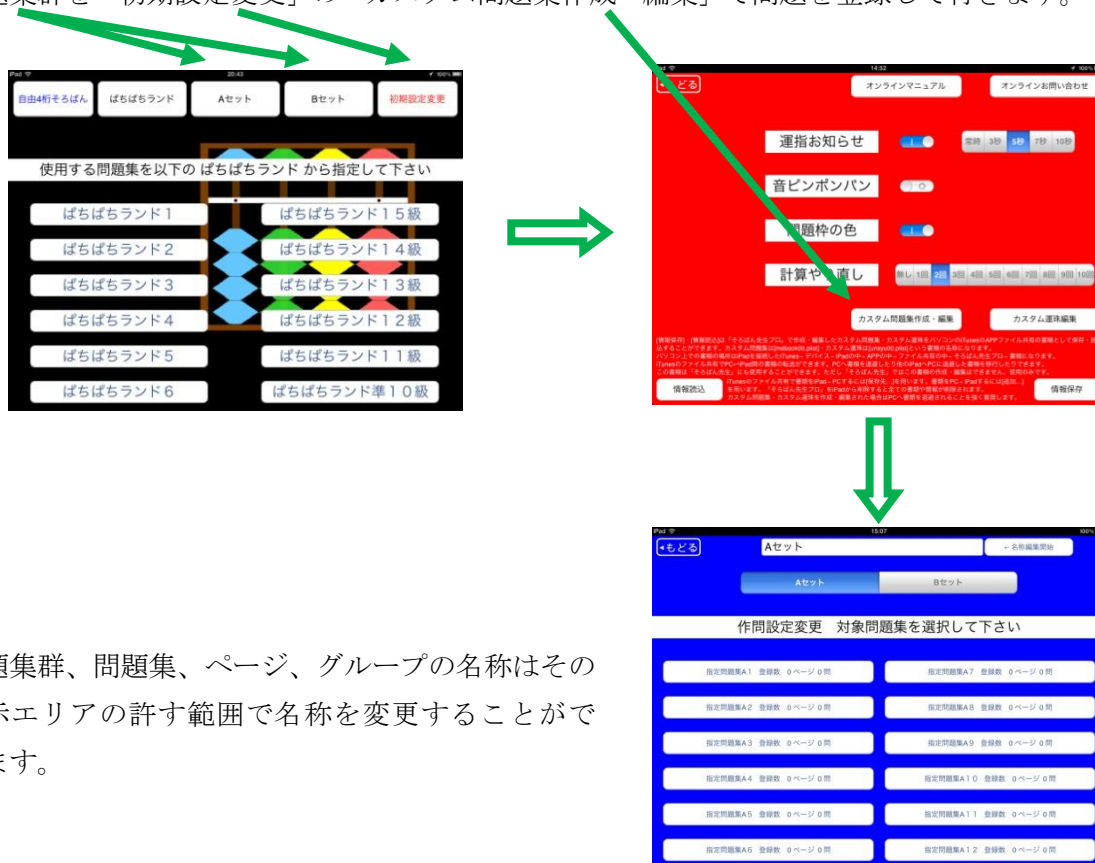 題集群を「初期設定変更」の「カスタム問題集作成・編集」で問題を登録して行きます。
iPad 20:43 100%
自由4桁そろばん ぱちぱちランド Aセット Bセット 初期設定変更
使用する問題集を以下の ぱちぱちランド から指定して下さい
ぱちぱちランド1 ぱちぱちランド15級
ぱちぱちランド2 ぱちぱちランド14級
ぱちぱちランド3 ぱちぱちランド13級
ぱちぱちランド4 ぱちぱちランド12級
ぱちぱちランド5 ぱちぱちランド11級
ぱちぱちランド6 ぱちぱちランド準10級
14:52 100%
もどる オンラインマニュアル オンラインお問い合わせ
運指お知らせ 常時 3秒 5秒 7秒 10秒
音ピンポンパン
問題枠の色
計算やり直し 無し 1回 2回 3回 4回 5回 6回 7回 8回 9回 10回
カスタム問題集作成・編集 カスタム運珠編集
情報読込 情報保存
iPad 15:07 100%
◂もどる Aセット ← 名称編集開始
Aセット Bセット
作問設定変更 対象問題集を選択して下さい
指定問題集A1 登録数 0ページ 0問 指定問題集A7 登録数 0ページ 0問
指定問題集A2 登録数 0ページ 0問 指定問題集A8 登録数 0ページ 0問
指定問題集A3 登録数 0ページ 0問 指定問題集A9 登録数 0ページ 0問
指定問題集A4 登録数 0ページ 0問 指定問題集A10 登録数 0ページ 0問
指定問題集A5 登録数 0ページ 0問 指定問題集A11 登録数 0ページ 0問
指定問題集A6 登録数 0ページ 0問 指定問題集A12 登録数 0ページ 0問
題集群、問題集、ページ、グループの名称はその
示エリアの許す範囲で名称を変更することがで
ます。